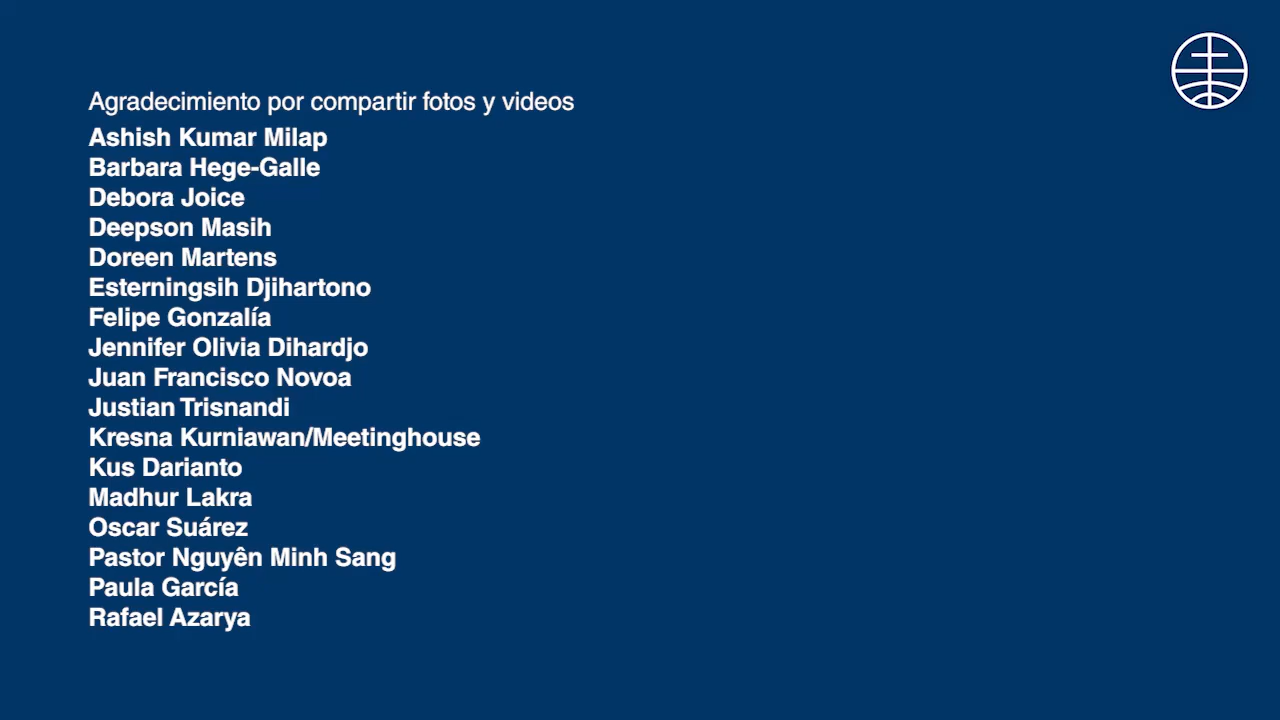 Agradecimiento por compartir fotos y videos
Ashish Kumar Milap
Barbara Hege-Galle
Debora Joice
Deepson Masih
Doreen Martens
Esterningsih Djihartono
Felipe Gonzalía
Jennifer Olivia Dihardjo
Juan Francisco Novoa
Justian Trisnandi
Kresna Kurniawan/Meetinghouse
Kus Darianto
Madhur Lakra
Oscar Suárez
Pastor Nguyên Minh Sang
Paula García
Rafael Azarya